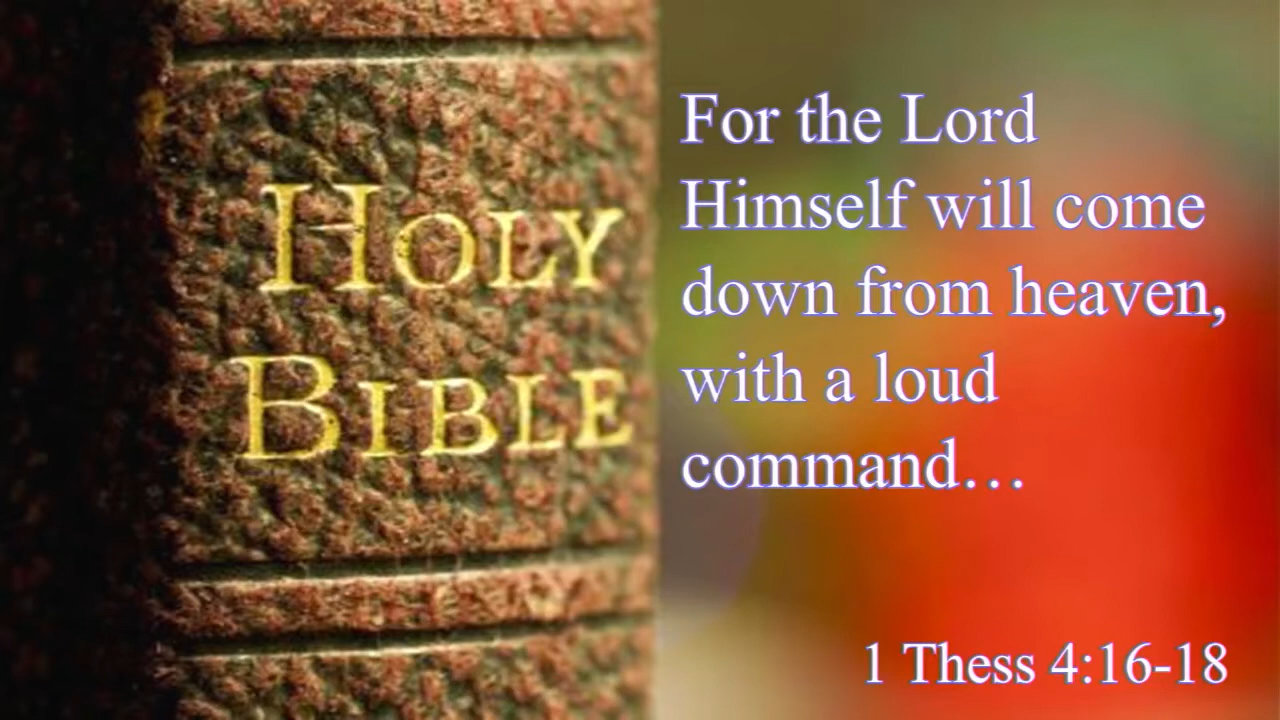 HOLY
BIBLE
For the Lord
Himself will come
down from heaven,
with a loud
command…
1 Thess 4:16-18